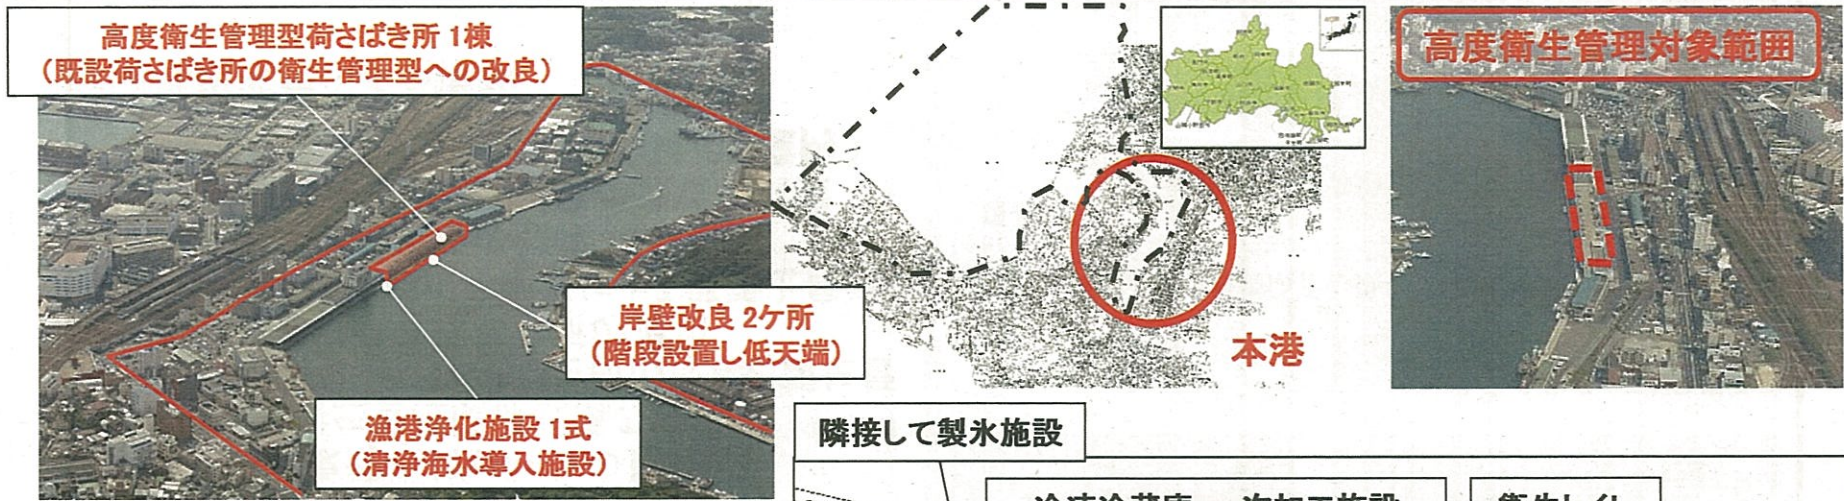 高度衛生管理型荷さばき所 1棟
(既設荷さばき所の衛生管理型への改良)
岸壁改良 2ケ所
(階段設置し低天端)
漁港浄化施設 1式
(清浄海水導入施設)
本港
高度衛生管理対象範囲
隣接して製氷施設